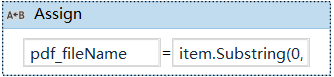 A+B Assign
pdf_fileName = item.Substring(0,